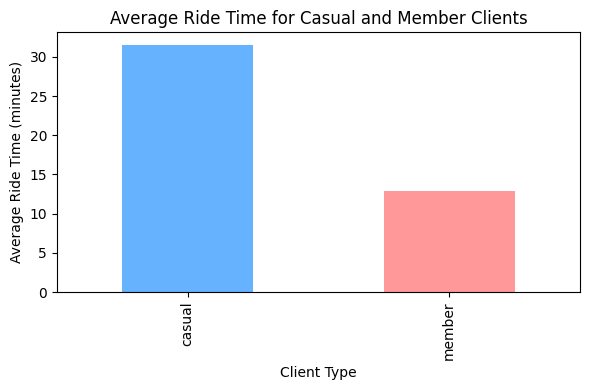 Average Ride Time for Casual and Member Clients
Average Ride Time (minutes)
30
25
20
15
10
5
0
casual
member
Client Type